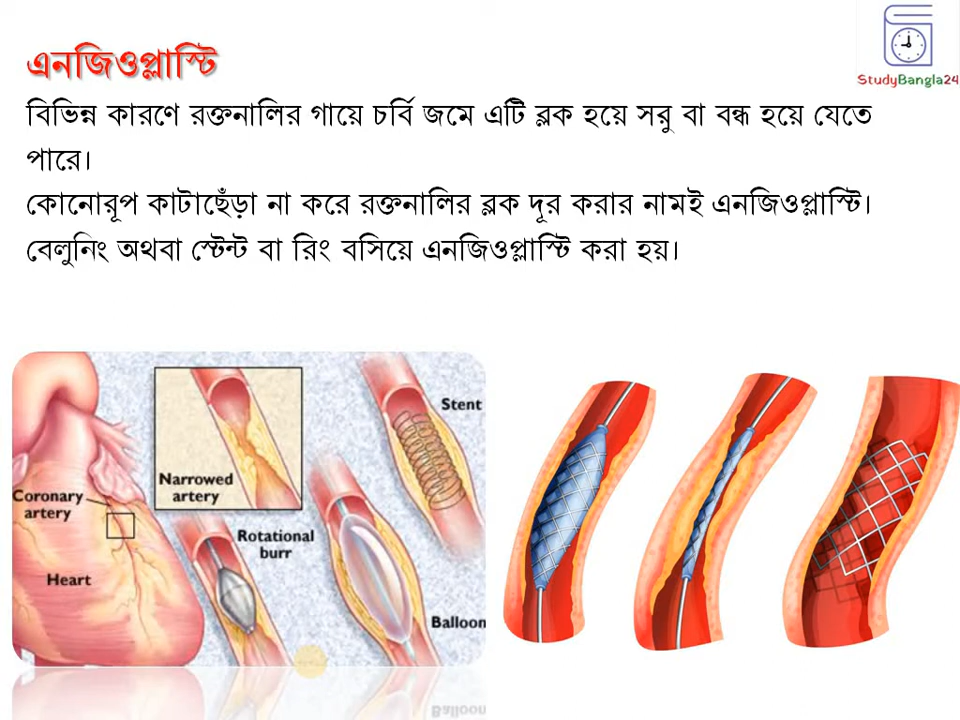 StudyBangla24
এনজিওপ্লাস্টি
বিভিন্ন কারণে রক্তনালির গায়ে চর্বি জমে এটি ব্লক হয়ে সরু বা বন্ধ হয়ে যেতে
পারে।
কোনোরূপ কাটাছেঁড়া না করে রক্তনালির ব্লক দূর করার নামই এনজিওপ্লাস্টি।
বেলুনিং অথবা স্টেন্ট বা রিং বসিয়ে এনজিওপ্লাস্টি করা হয়।
Stent
Narrowed
artery
Coronary
artery
Rotational
burr
Heart
Balloon
Balloon